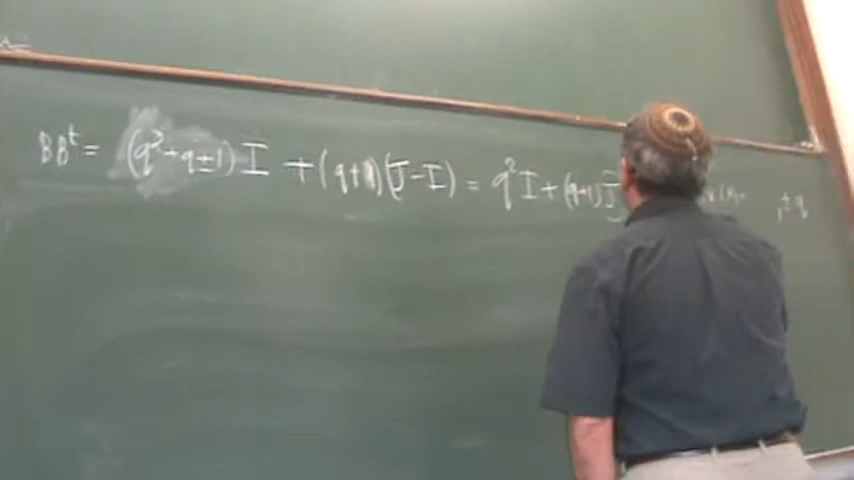 BBᵗ = (q²+q+1) I + (q+1)(J-I) = q² I + (q+1) J
± q